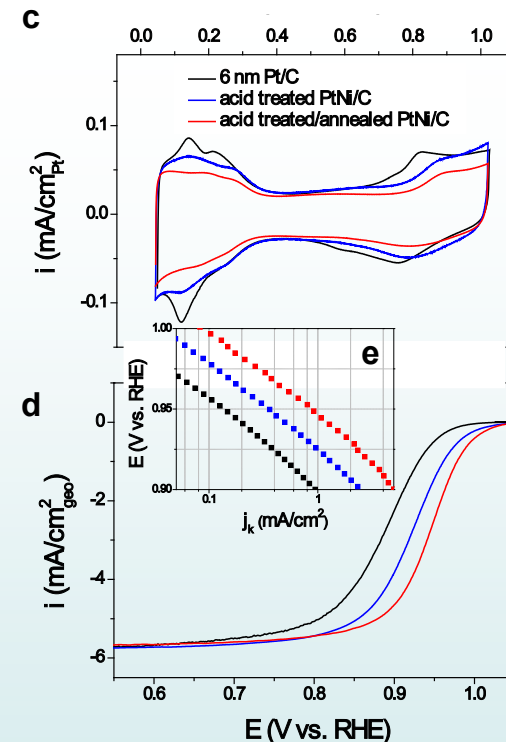 c
0.0 0.2 0.4 0.6 0.8 1.0
6 nm Pt/C
acid treated PtNi/C
acid treated/annealed PtNi/C
0.1
0.0
-0.1
i (mA/cm²Pt)
1.00
0.95
0.90
E (V vs. RHE)
e
0.1 1
jk (mA/cm²)
d
0
-2
-4
-6
i (mA/cm²geo)
0.6 0.7 0.8 0.9 1.0
E (V vs. RHE)